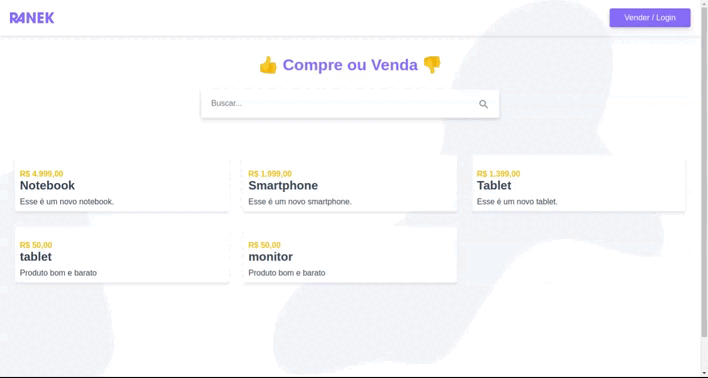 RANEK
Vender / Login
👍 Compre ou Venda 👎
Buscar...
R$ 4.999,00
Notebook
Esse é um novo notebook.
R$ 1.999,00
Smartphone
Esse é um novo smartphone.
R$ 1.399,00
Tablet
Esse é um novo tablet.
R$ 50,00
tablet
Produto bom e barato
R$ 50,00
monitor
Produto bom e barato